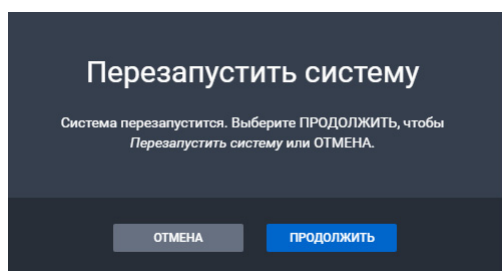 Перезапустить систему
Система перезапустится. Выберите ПРОДОЛЖИТЬ, чтобы
Перезапустить систему или ОТМЕНА.
ОТМЕНА
ПРОДОЛЖИТЬ